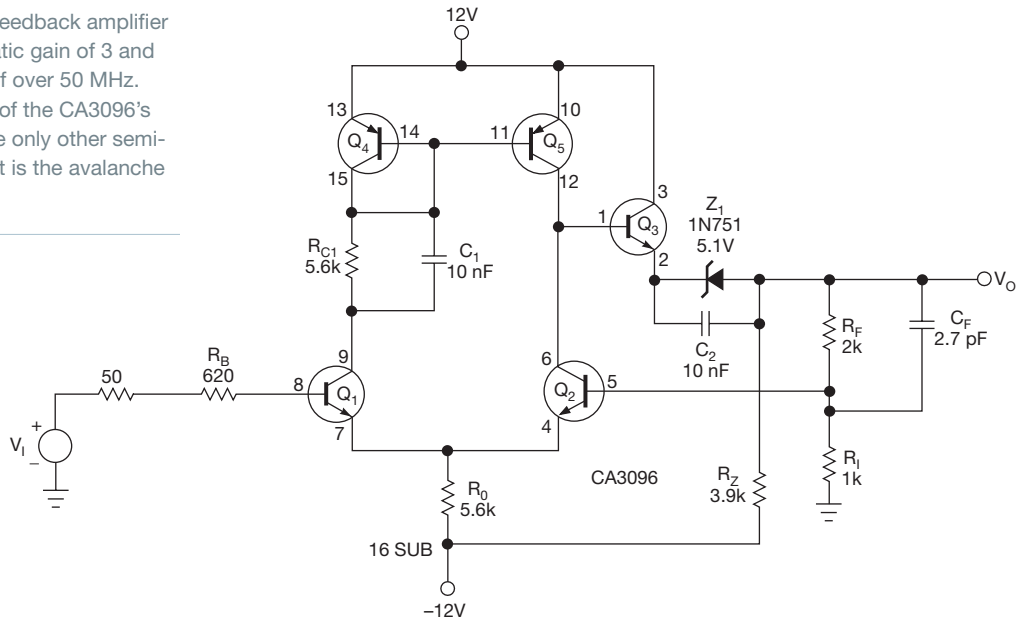 eedback amplifier
atic gain of 3 and
of over 50 MHz.
of the CA3096's
e only other semi-
t is the avalanche
12V
13
14
15
Q4
11
10
12
Q5
1
3
2
Q3
Z1
1N751
5.1V
VO
RC1
5.6k
C1
10 nF
C2
10 nF
RF
2k
CF
2.7 pF
50
RB
620
8
9
7
Q1
6
5
4
Q2
VI
+
–
CA3096
RZ
3.9k
RI
1k
R0
5.6k
16 SUB
–12V